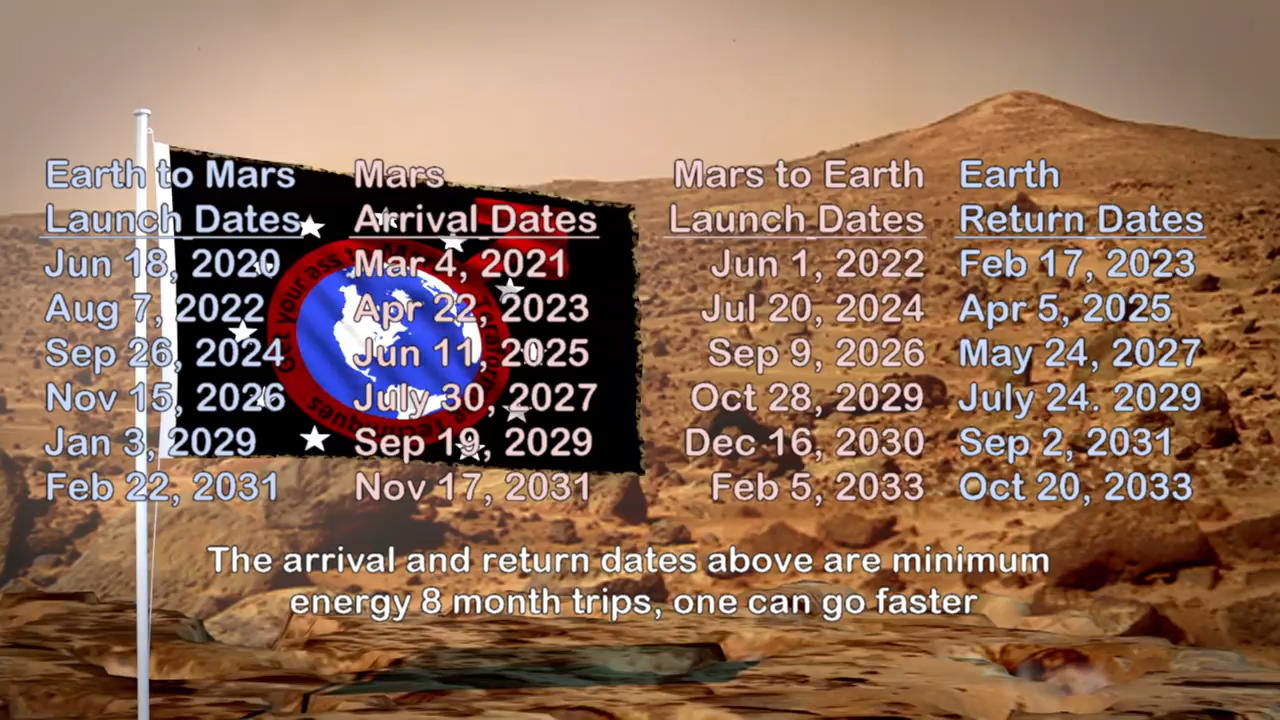 Earth to Mars Mars Mars to Earth Earth
Launch Dates Arrival Dates Launch Dates Return Dates
Jun 18, 2020 Mar 4, 2021 Jun 1, 2022 Feb 17, 2023
Aug 7, 2022 Apr 22, 2023 Jul 20, 2024 Apr 5, 2025
Sep 26, 2024 Jun 11, 2025 Sep 9, 2026 May 24, 2027
Nov 15, 2026 July 30, 2027 Oct 28, 2029 July 24. 2029
Jan 3, 2029 Sep 19, 2029 Dec 16, 2030 Sep 2, 2031
Feb 22, 2031 Nov 17, 2031 Feb 5, 2033 Oct 20, 2033
The arrival and return dates above are minimum
energy 8 month trips, one can go faster
your ass
Techniques